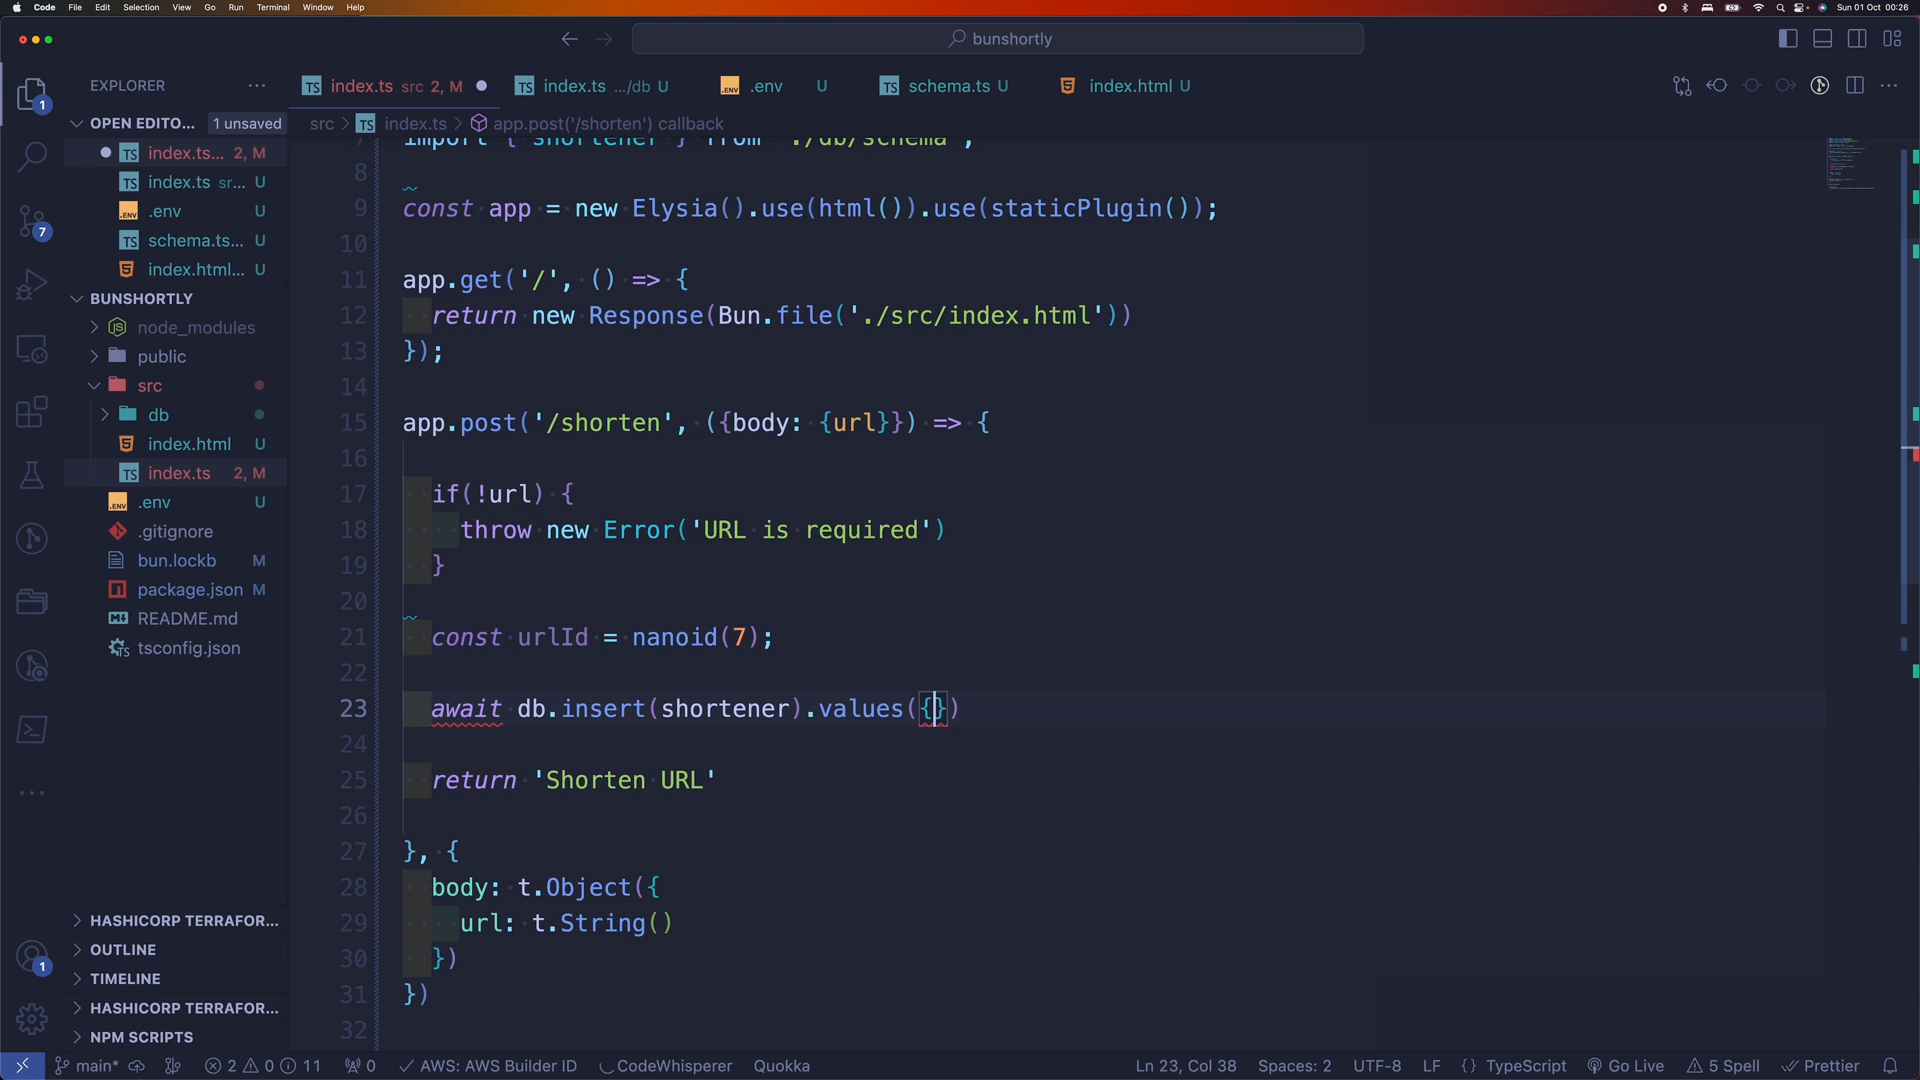 Code File Edit Selection View Go Run Terminal Window Help
Sun 01 Oct 00:26
bunshortly
EXPLORER
index.ts src 2, M
index.ts .../db U
.env U
schema.ts U
index.html U
OPEN EDITO... 1 unsaved
src > index.ts > app.post('/shorten') callback
index.ts... 2, M
index.ts sr... U
.env U
schema.ts... U
index.html... U
BUNSHORTLY
node_modules
public
src
db
index.html U
index.ts 2, M
.env U
.gitignore
bun.lockb M
package.json M
README.md
tsconfig.json
HASHICORP TERRAFOR...
OUTLINE
TIMELINE
HASHICORP TERRAFOR...
NPM SCRIPTS
1
7
1
7 import { shortener } from './db/schema';
8
9 const app = new Elysia().use(html()).use(staticPlugin());
10
11 app.get('/', () => {
12 return new Response(Bun.file('./src/index.html'))
13 });
14
15 app.post('/shorten', ({body: {url}}) => {
16
17 if(!url) {
18 throw new Error('URL is required')
19 }
20
21 const urlId = nanoid(7);
22
23 await db.insert(shortener).values({})
24
25 return 'Shorten URL'
26
27 }, {
28 body: t.Object({
29 url: t.String()
30 })
31 })
32
main* 2 0 11 0 AWS: AWS Builder ID CodeWhisperer Quokka
Ln 23, Col 38 Spaces: 2 UTF-8 LF {} TypeScript Go Live 5 Spell Prettier